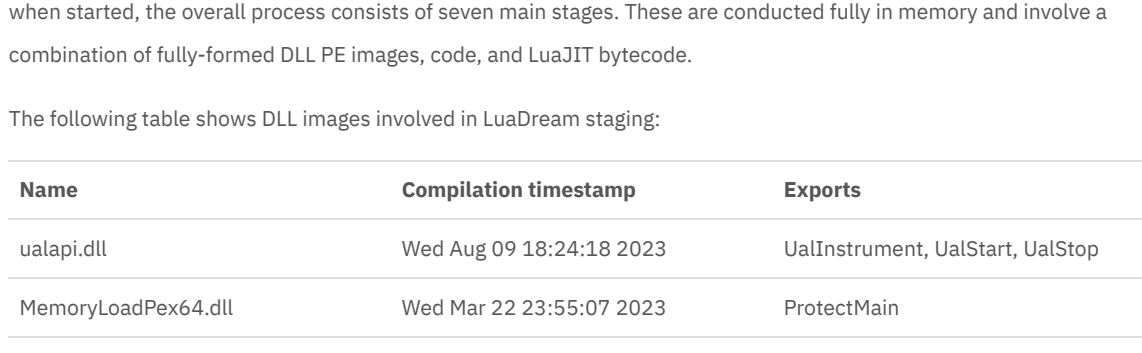 when started, the overall process consists of seven main stages. These are conducted fully in memory and involve a
combination of fully-formed DLL PE images, code, and LuaJIT bytecode.
The following table shows DLL images involved in LuaDream staging:
Name Compilation timestamp Exports
ualapi.dll Wed Aug 09 18:24:18 2023 UalInstrument, UalStart, UalStop
MemoryLoadPex64.dll Wed Mar 22 23:55:07 2023 ProtectMain